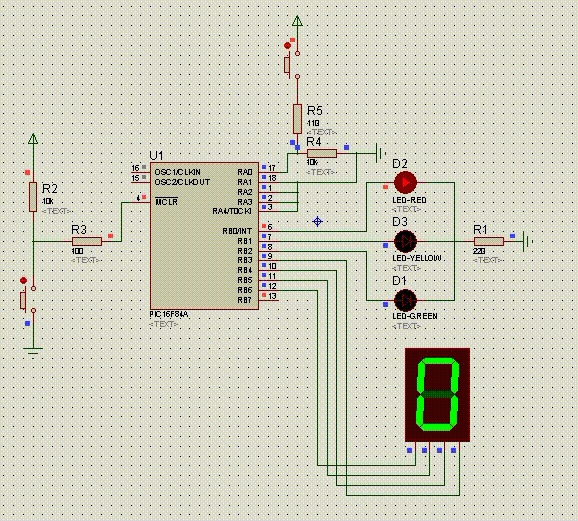 R5
110
<TEXT>
R4
10k
<TEXT>
U1
16
OSC1/CLKIN
RA0
17
15
OSC2/CLKOUT
RA1
18
RA2
1
4
MCLR
RA3
2
RA4/T0CKI
3
RB0/INT
6
RB1
7
RB2
8
RB3
9
RB4
10
RB5
11
RB6
12
RB7
13
PIC16F84A
<TEXT>
R2
10k
<TEXT>
R3
100
<TEXT>
D2
LED-RED
<TEXT>
D3
LED-YELLOW
<TEXT>
R1
220
<TEXT>
D1
LED-GREEN
<TEXT>
0